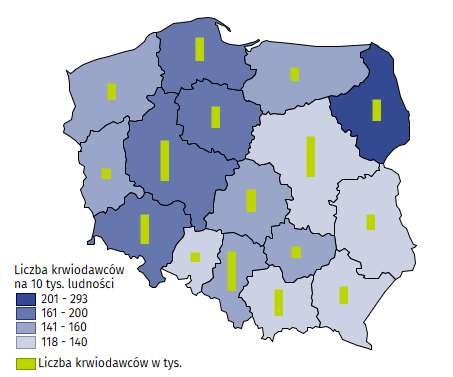 Liczba krwiodawców
na 10 tys. ludności
201 - 293
161 - 200
141 - 160
118 - 140
Liczba krwiodawców w tys.